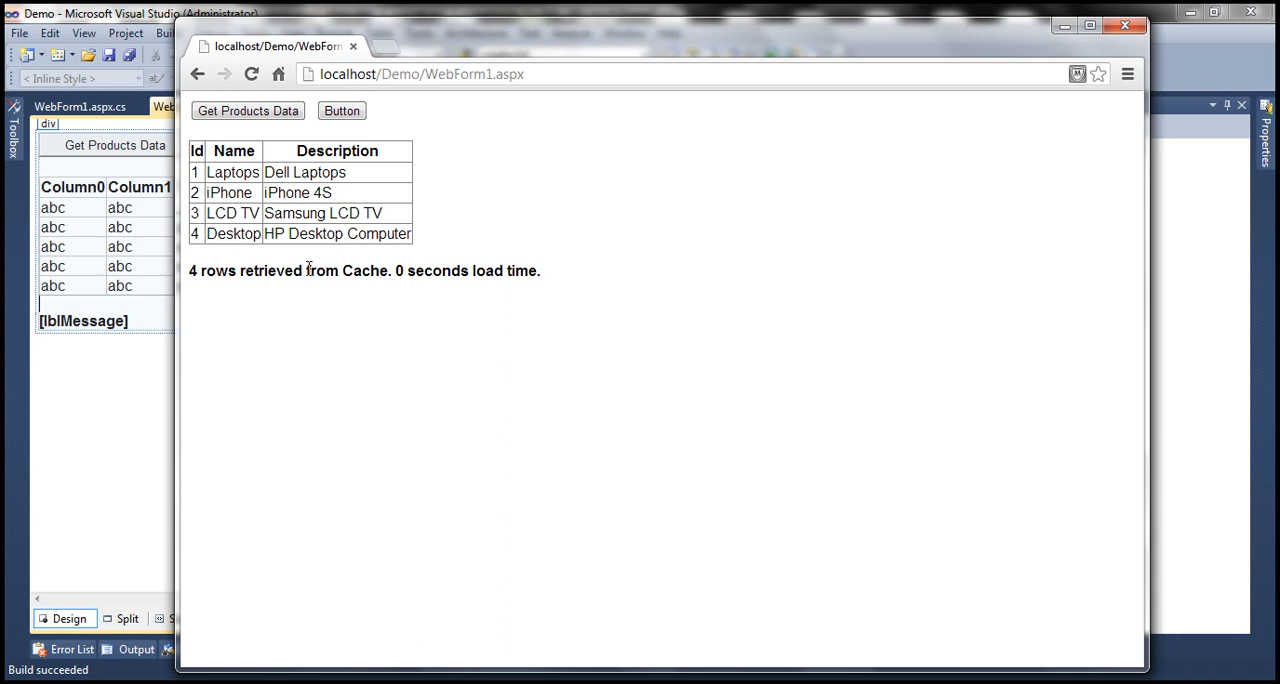 Demo - Microsoft Visual Studio (Administrator)
File Edit View Project
< Inline Style >
WebForm1.aspx.cs
div
Get Products Data
Column0 Column1
abc abc
abc abc
abc abc
abc abc
abc abc
[lblMessage]
Design Split
Error List Output
Build succeeded
Toolbox
localhost/Demo/WebForm
localhost/Demo/WebForm1.aspx
Get Products Data Button
Id Name Description
1 Laptops Dell Laptops
2 iPhone iPhone 4S
3 LCD TV Samsung LCD TV
4 Desktop HP Desktop Computer
4 rows retrieved from Cache. 0 seconds load time.
Properties